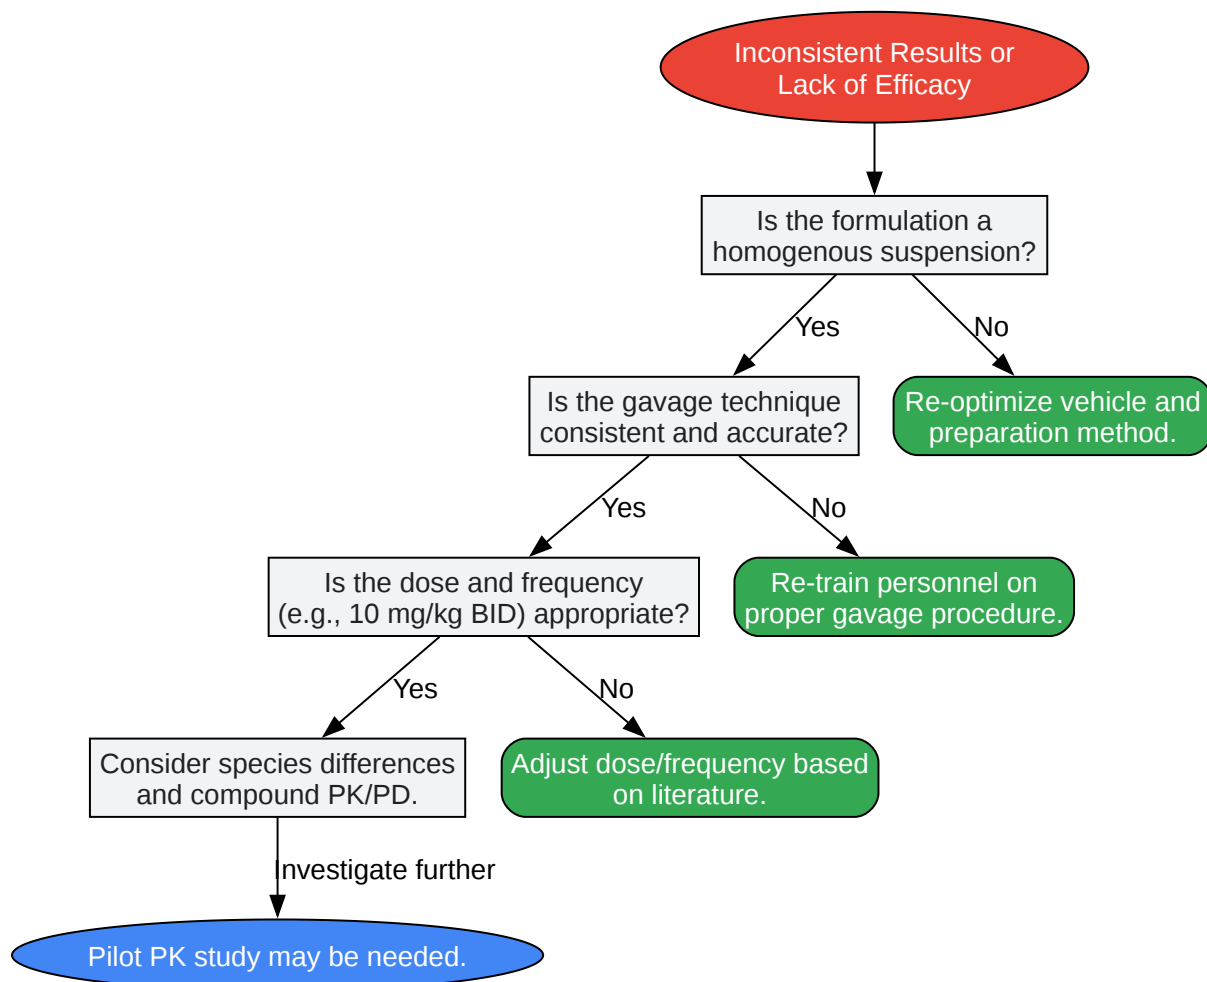 Inconsistent Results or
Lack of Efficacy
Is the formulation a
homogenous suspension?
Yes
No
Is the gavage technique
consistent and accurate?
Re-optimize vehicle and
preparation method.
Yes
No
Is the dose and frequency
(e.g., 10 mg/kg BID) appropriate?
Re-train personnel on
proper gavage procedure.
Yes
No
Consider species differences
and compound PK/PD.
Adjust dose/frequency based
on literature.
Investigate further
Pilot PK study may be needed.